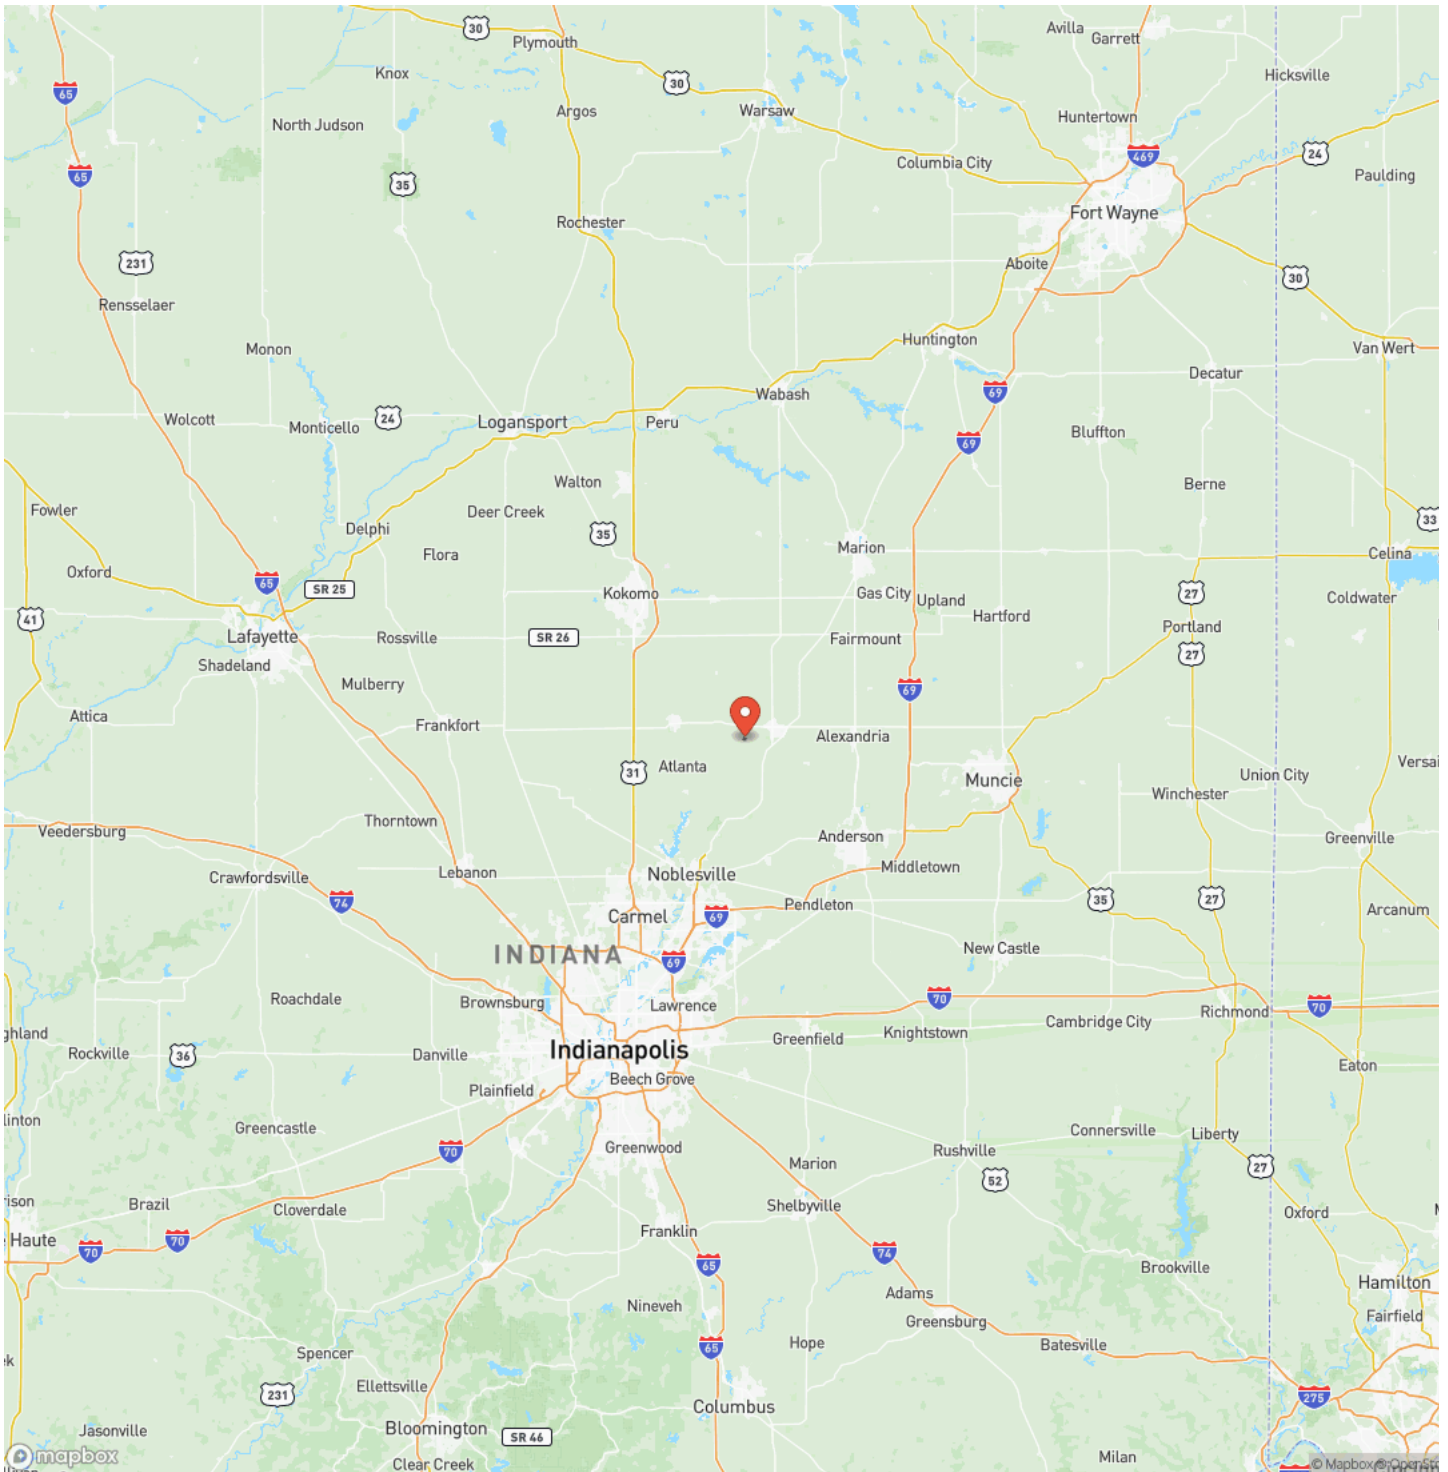 30
Avilla
Garrett
Plymouth
Knox
30
Hicksville
65
Argos
Warsaw
Huntertown
North Judson
469
24
Columbia City
65
35
Paulding
Fort Wayne
Rochester
231
Aboite
30
Rensselaer
Huntington
Monon
Van Wert
Decatur
Wabash
69
Wolcott
24
Monticello
Logansport
Peru
Bluffton
69
Walton
Berne
Fowler
Deer Creek
33
Delphi
35
Flora
Marion
Celina
Oxford
65
SR 25
Kokomo
Gas City
Upland
27
Coldwater
41
Hartford
Lafayette
Rossville
SR 26
Fairmount
Portland
27
Shadeland
Mulberry
69
Attica
Frankfort
Alexandria
Atlanta
31
Muncie
Union City
Versai
Winchester
Thorntown
Veedersburg
Anderson
Greenville
Crawfordsville
Lebanon
Noblesville
Middletown
74
Carmel
69
Pendleton
35
27
Arcanum
INDIANA
69
New Castle
Roachdale
Brownsburg
Lawrence
70
70
Richmond
ghland
Rockville
36
Danville
Indianapolis
Greenfield
Knightstown
Cambridge City
Eaton
Plainfield
Beech Grove
linton
Greencastle
Connersville
Liberty
70
Greenwood
Marion
Rushville
27
52
rison
Brazil
Cloverdale
Shelbyville
Oxford
Haute
70
70
Franklin
65
74
Brookville
Hamilton
Nineveh
Adams
Fairfield
Greensburg
65
Hope
Batesville
ek
Spencer
231
Ellettsville
275
Columbus
Jasonville
Bloomington
SR 46
mapbox
Clear Creek
Milan
© Mapbox © OpenSto